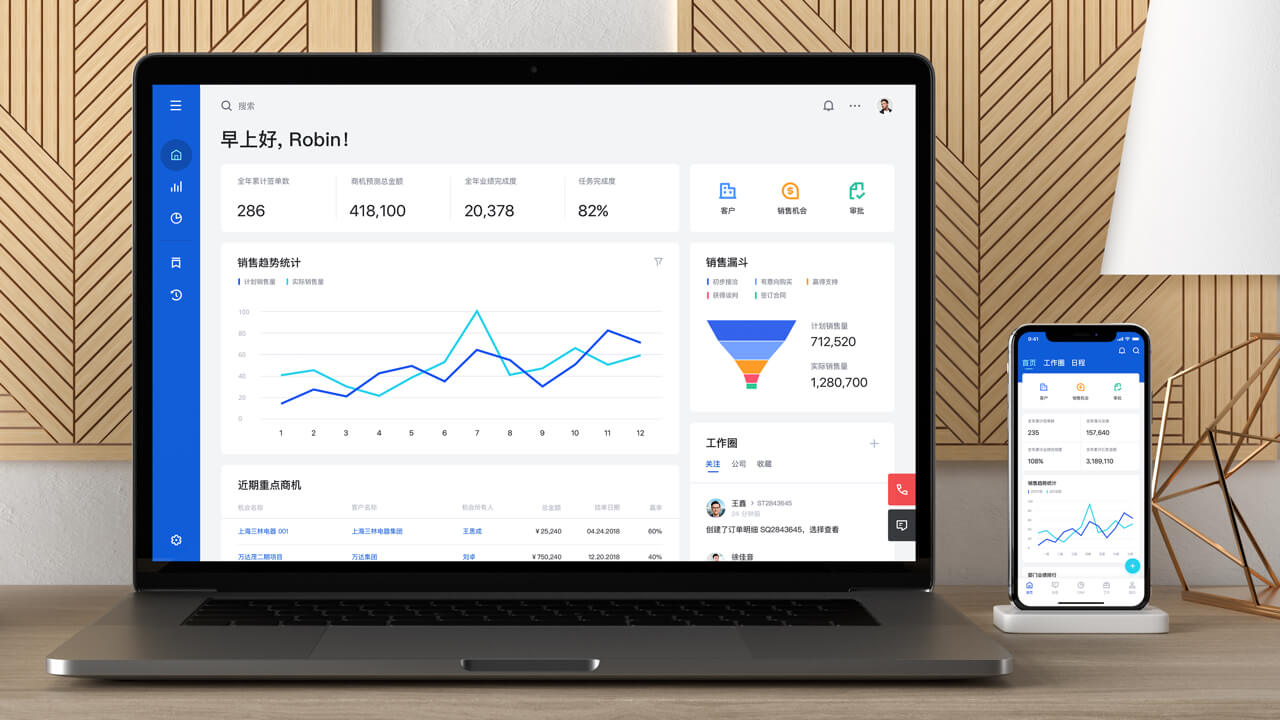 搜索
早上好, Robin!
全年累计签单数 商机预测总金额 全年业绩完成度 任务完成度
286 418,100 20,378 82%
客户 销售机会 审批
销售趋势统计
计划销售量 实际销售量
100
80
60
40
20
0
1 2 3 4 5 6 7 8 9 10 11 12
销售漏斗
初步接洽 有意向购买 赢得支持
获得谈判 签订合同
计划销售量
712,520
实际销售量
1,280,700
近期重点商机
机会名称 客户名称 机会所有人 总金额 结单日期 赢率
上海三林电器 001 上海三林电器集团 王思成 ¥ 25,240 04.24.2018 60%
万达茂二期项目 万达集团 刘卓 ¥ 750,240 12.20.2018 40%
工作圈
关注 公司 收藏
王鑫 > ST2843645
24 分钟前
创建了订单明细 SQ2843645, 选择查看
徐佳音
9:41
首页 工作圈 日程
客户 销售机会 审批
235 157,640
108% 3,189,110
销售趋势统计
部门业绩排行